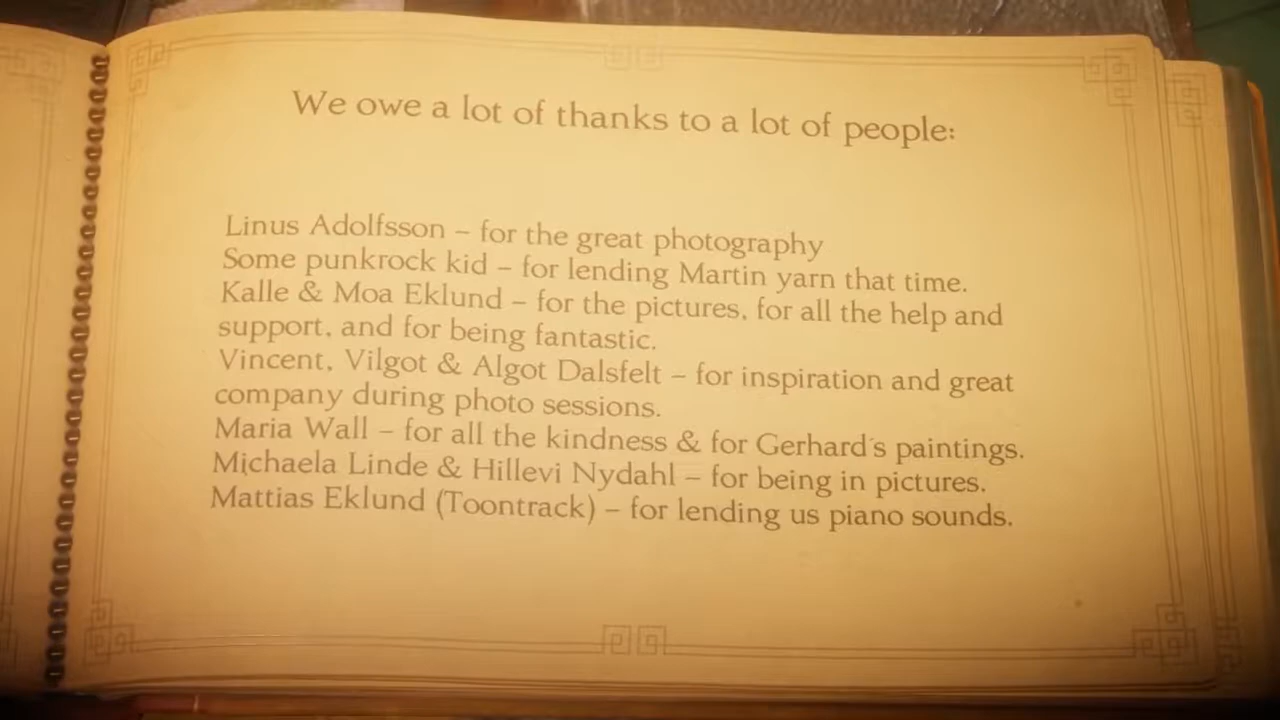 We owe a lot of thanks to a lot of people:
Linus Adolfsson – for the great photography
Some punkrock kid – for lending Martin yarn that time.
Kalle & Moa Eklund – for the pictures, for all the help and
support, and for being fantastic.
Vincent, Vilgot & Algot Dalsfelt – for inspiration and great
company during photo sessions.
Maria Wall – for all the kindness & for Gerhard's paintings.
Michaela Linde & Hillevi Nydahl – for being in pictures.
Mattias Eklund (Toontrack) – for lending us piano sounds.